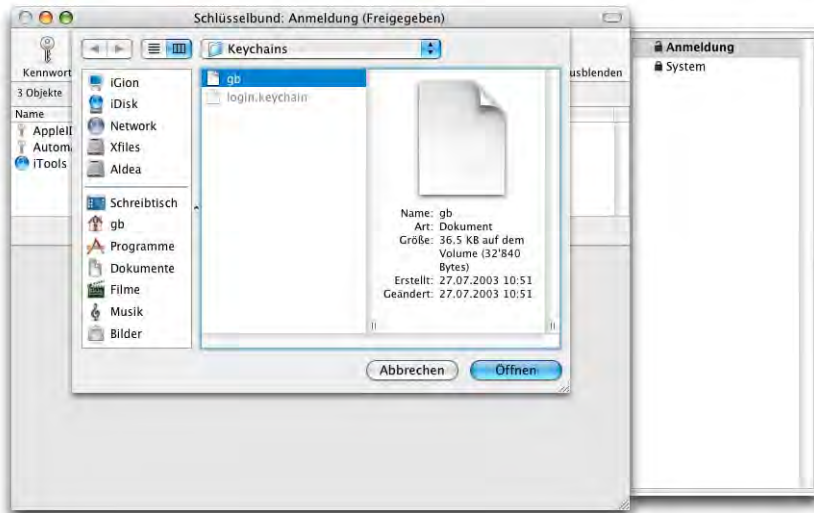 Schlüsselbund: Anmeldung (Freigegeben)
Keychains
Kennwort
usblenden
3 Objekte
Name
AppleI
Automa
iTools
iGion
iDisk
Network
Xfiles
Aldea
Schreibtisch
gb
Programme
Dokumente
Filme
Musik
Bilder
gb
login.keychain
Name: gb
Art: Dokument
Größe: 36.5 KB auf dem
Volume (32'840
Bytes)
Erstellt: 27.07.2003 10:51
Geändert: 27.07.2003 10:51
Abbrechen
Öffnen
Anmeldung
System